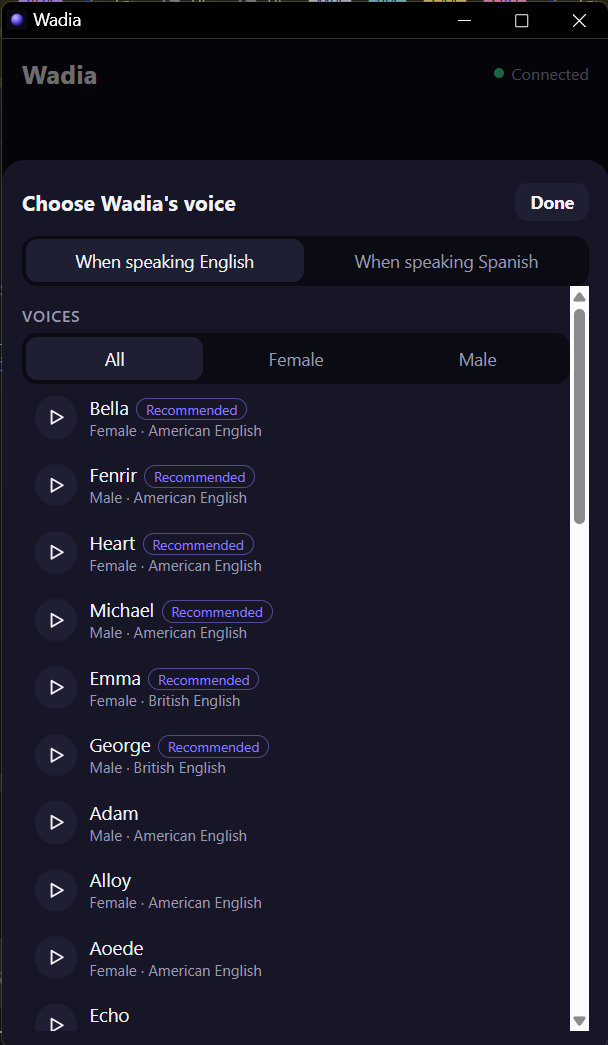 Wadia
Wadia
Connected
Choose Wadia's voice
Done
When speaking English
When speaking Spanish
VOICES
All
Female
Male
Bella Recommended
Female · American English
Fenrir Recommended
Male · American English
Heart Recommended
Female · American English
Michael Recommended
Male · American English
Emma Recommended
Female · British English
George Recommended
Male · British English
Adam
Male · American English
Alloy
Female · American English
Aoede
Female · American English
Echo